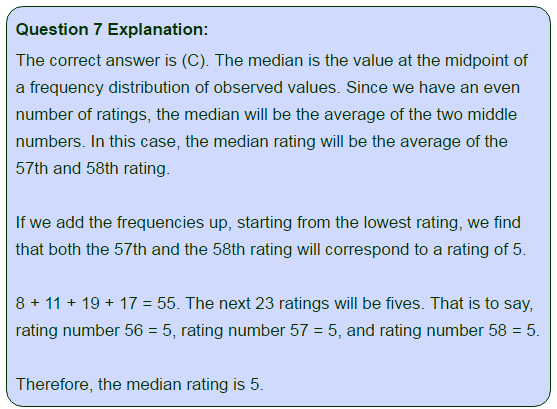 Question 7 Explanation:
The correct answer is (C). The median is the value at the midpoint of
a frequency distribution of observed values. Since we have an even
number of ratings, the median will be the average of the two middle
numbers. In this case, the median rating will be the average of the
57th and 58th rating.
If we add the frequencies up, starting from the lowest rating, we find
that both the 57th and the 58th rating will correspond to a rating of 5.
8 + 11 + 19 + 17 = 55. The next 23 ratings will be fives. That is to say,
rating number 56 = 5, rating number 57 = 5, and rating number 58 = 5.
Therefore, the median rating is 5.